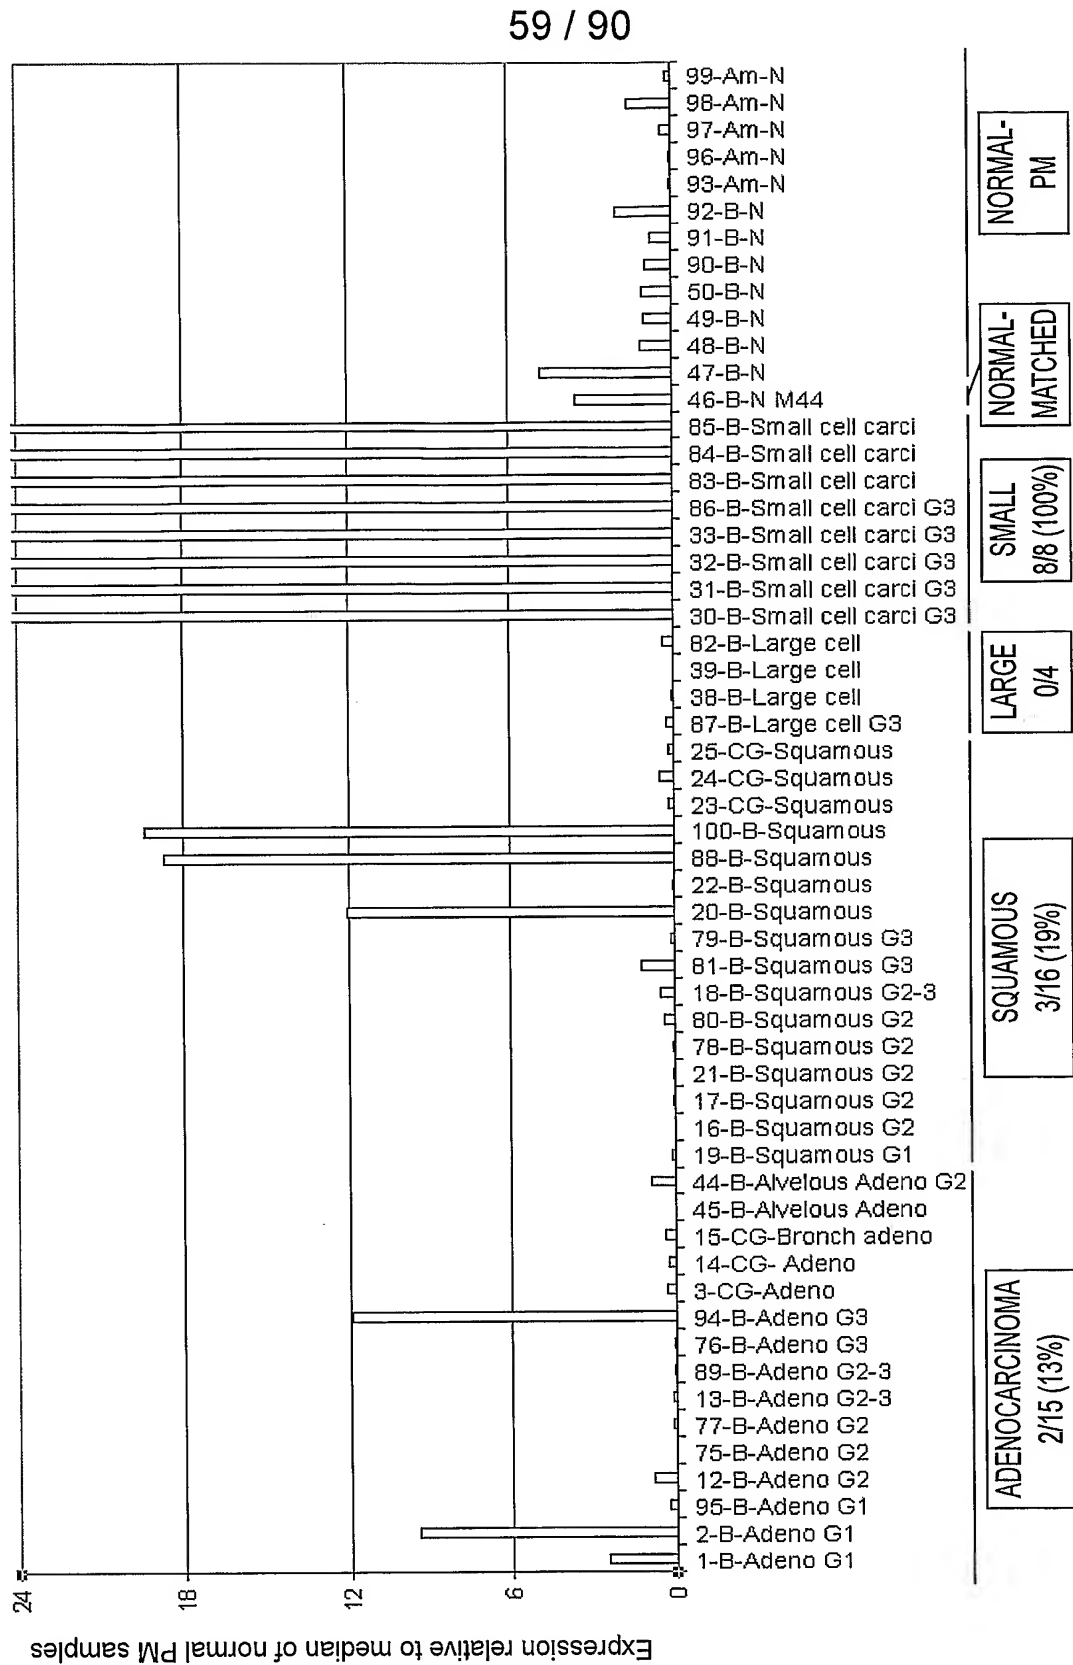 59 / 90
Expression relative to median of normal PM samples
24
18
12
6
0
1-B-Adeno G1
2-B-Adeno G1
95-B-Adeno G1
12-B-Adeno G2
75-B-Adeno G2
77-B-Adeno G2
13-B-Adeno G2-3
89-B-Adeno G2-3
76-B-Adeno G3
94-B-Adeno G3
3-CG-Adeno
14-CG- Adeno
15-CG-Bronch adeno
45-B-Alvelous Adeno
44-B-Alvelous Adeno G2
19-B-Squamous G1
16-B-Squamous G2
17-B-Squamous G2
21-B-Squamous G2
78-B-Squamous G2
80-B-Squamous G2
18-B-Squamous G2-3
81-B-Squamous G3
79-B-Squamous G3
20-B-Squamous
22-B-Squamous
88-B-Squamous
100-B-Squamous
23-CG-Squamous
24-CG-Squamous
25-CG-Squamous
87-B-Large cell G3
38-B-Large cell
39-B-Large cell
82-B-Large cell
30-B-Small cell carci G3
31-B-Small cell carci G3
32-B-Small cell carci G3
33-B-Small cell carci G3
86-B-Small cell carci G3
83-B-Small cell carci
84-B-Small cell carci
85-B-Small cell carci
46-B-N M44
47-B-N
48-B-N
49-B-N
50-B-N
90-B-N
91-B-N
92-B-N
93-Am-N
96-Am-N
97-Am-N
98-Am-N
99-Am-N
ADENOCARCINOMA
2/15 (13%)
SQUAMOUS
3/16 (19%)
LARGE
0/4
SMALL
8/8 (100%)
NORMAL-
MATCHED
NORMAL-
PM